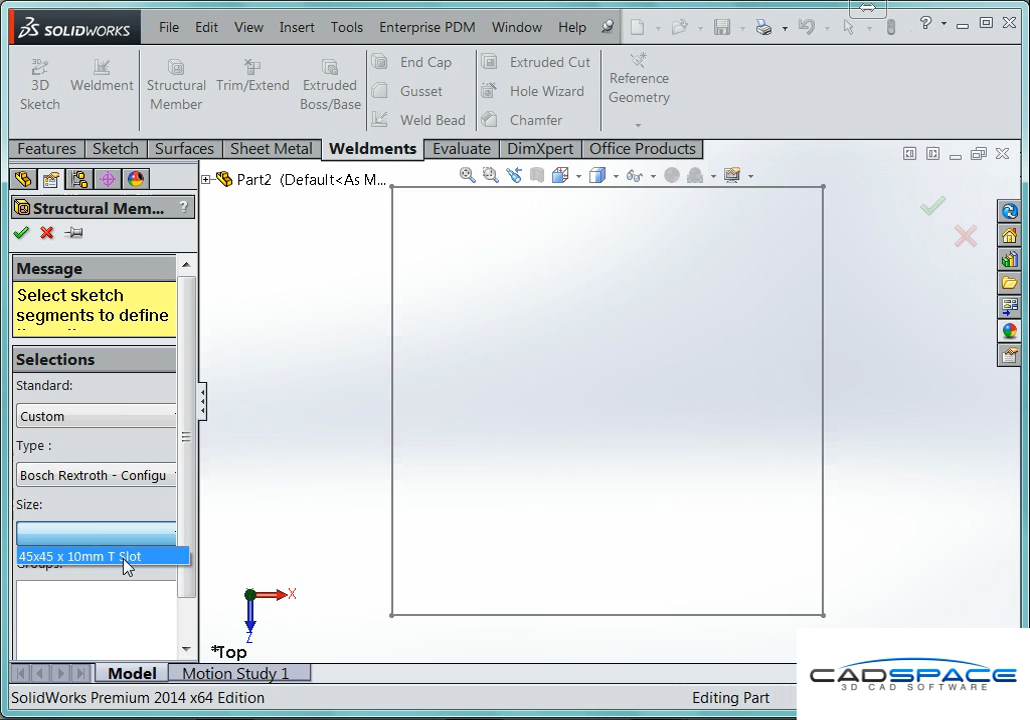 SOLIDWORKS File Edit View Insert Tools Enterprise PDM Window Help ?
3D Sketch
Weldment
Structural Member
Trim/Extend
Extruded Boss/Base
End Cap
Gusset
Weld Bead
Extruded Cut
Hole Wizard
Chamfer
Reference Geometry
Features Sketch Surfaces Sheet Metal Weldments Evaluate DimXpert Office Products
Part2 (Default<As M...
Structural Mem... ?
Message
Select sketch
segments to define
Selections
Standard:
Custom
Type :
Bosch Rextroth - Configu
Size:
45x45 x 10mm T Slot
Groups:
X
Z
*Top
Model Motion Study 1
SolidWorks Premium 2014 x64 Edition Editing Part
CADSPACE
3D CAD SOFTWARE